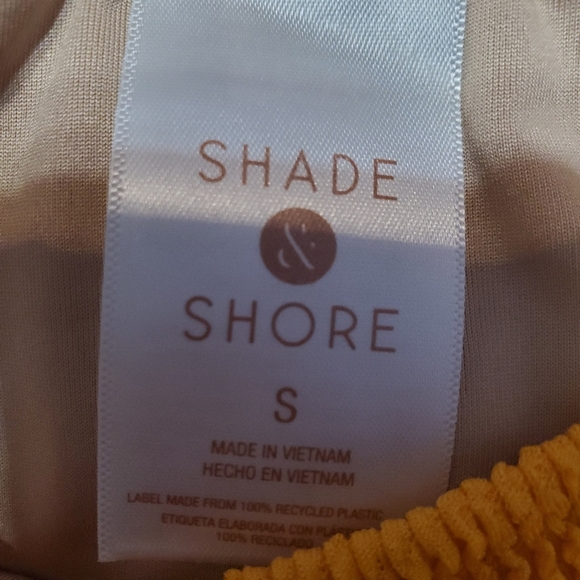 SHADE
&
SHORE
S
MADE IN VIETNAM
HECHO EN VIETNAM
LABEL MADE FROM 100% RECYCLED PLASTIC
ETIQUETA ELABORADA CON
100% RECICLADO